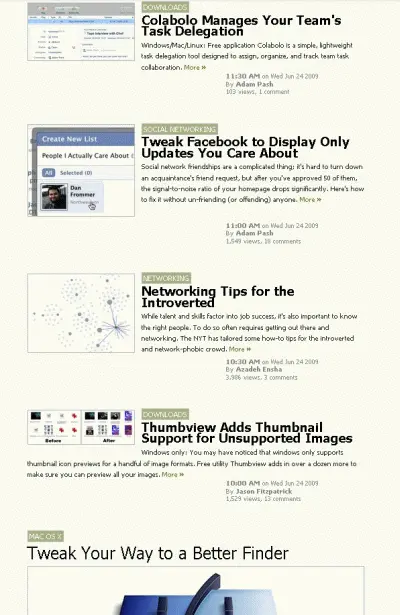 DOWNLOADS
Colabolo Manages Your Team's
Task Delegation
Windows/Mac/Linux: Free application Colabolo is a simple, lightweight
task delegation tool designed to assign, organize, and track team task
collaboration. More »
11:30 AM on Wed Jun 24 2009
By Adam Pash
103 views, 1 comment
Create New List
People I Actually Care About
All Selected (0)
Dan
Frommer
SOCIAL NETWORKING
Tweak Facebook to Display Only
Updates You Care About
Social network friendships are a complicated thing; it's hard to turn down
an acquaintance's friend request, but after you've approved 50 of them,
the signal-to-noise ratio of your homepage drops significantly. Here's how
to fix it without un-friending (or offending) anyone. More »
11:00 AM on Wed Jun 24 2009
By Adam Pash
1,549 views, 18 comments
NETWORKING
Networking Tips for the
Introverted
While talent and skills factor into job success, it's also important to know
the right people. To do so often requires getting out there and
networking. The NYT has tailored some how-to tips for the introverted
and network-phobic crowd. More »
10:30 AM on Wed Jun 24 2009
By Azadeh Ensha
3,806 views, 3 comments
Before After
DOWNLOADS
Thumbview Adds Thumbnail
Support for Unsupported Images
Windows only: You may have noticed that windows only supports
thumbnail icon previews for a handful of image formats. Free utility Thumbview adds in over a dozen more to
make sure you can preview all your images. More »
10:00 AM on Wed Jun 24 2009
By Jason Fitzpatrick
1,529 views, 13 comments
MAC OS X
Tweak Your Way to a Better Finder